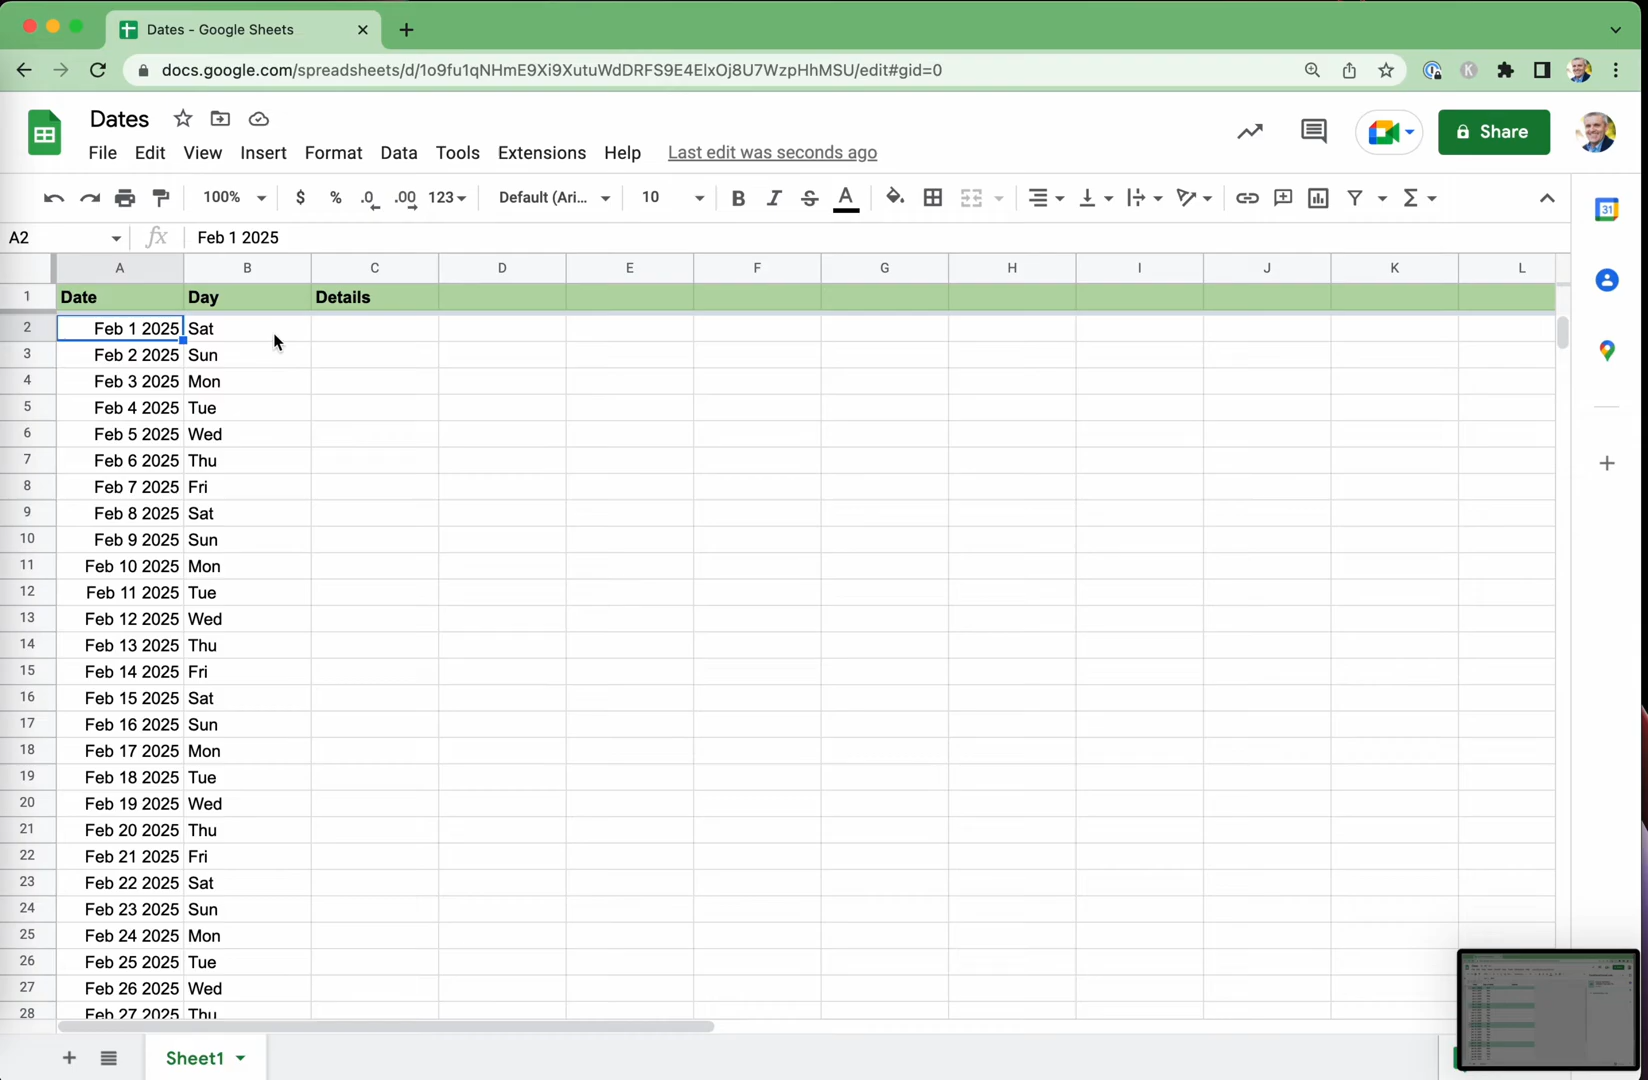 Dates - Google Sheets
docs.google.com/spreadsheets/d/1o9fu1qNHmE9Xi9XutuWdDRFS9E4ElxOj8U7WzpHhMSU/edit#gid=0
Dates
Share
File Edit View Insert Format Data Tools Extensions Help Last edit was seconds ago
100% $ % .0 .00 123 Default (Ari... 10 B I S A
31
A2 fx Feb 1 2025
A B C D E F G H I J K L
1 Date Day Details
2 Feb 1 2025 Sat
3 Feb 2 2025 Sun
4 Feb 3 2025 Mon
5 Feb 4 2025 Tue
6 Feb 5 2025 Wed
7 Feb 6 2025 Thu
8 Feb 7 2025 Fri
9 Feb 8 2025 Sat
10 Feb 9 2025 Sun
11 Feb 10 2025 Mon
12 Feb 11 2025 Tue
13 Feb 12 2025 Wed
14 Feb 13 2025 Thu
15 Feb 14 2025 Fri
16 Feb 15 2025 Sat
17 Feb 16 2025 Sun
18 Feb 17 2025 Mon
19 Feb 18 2025 Tue
20 Feb 19 2025 Wed
21 Feb 20 2025 Thu
22 Feb 21 2025 Fri
23 Feb 22 2025 Sat
24 Feb 23 2025 Sun
25 Feb 24 2025 Mon
26 Feb 25 2025 Tue
27 Feb 26 2025 Wed
28 Feb 27 2025 Thu
Sheet1